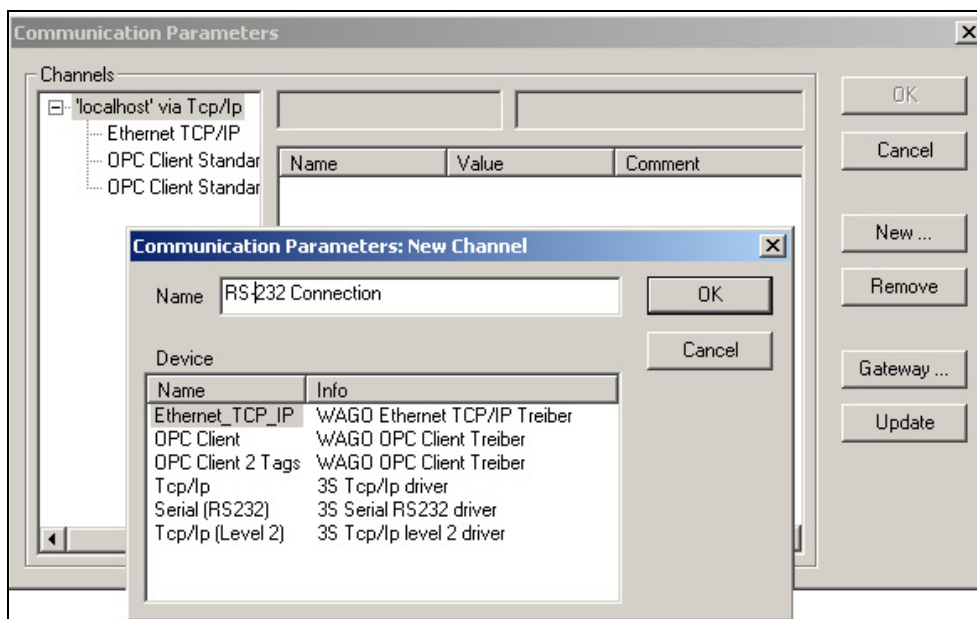 Communication Parameters
Channels
'localhost' via Tcp/Ip
Ethernet TCP/IP
OPC Client Standar
OPC Client Standar
Name Value Comment
OK
Cancel
New ...
Remove
Gateway ...
Update
Communication Parameters: New Channel
Name RS-232 Connection
OK
Cancel
Device
Name Info
Ethernet_TCP_IP WAGO Ethernet TCP/IP Treiber
OPC Client WAGO OPC Client Treiber
OPC Client 2 Tags WAGO OPC Client Treiber
Tcp/Ip 3S Tcp/Ip driver
Serial (RS232) 3S Serial RS232 driver
Tcp/Ip (Level 2) 3S Tcp/Ip level 2 driver